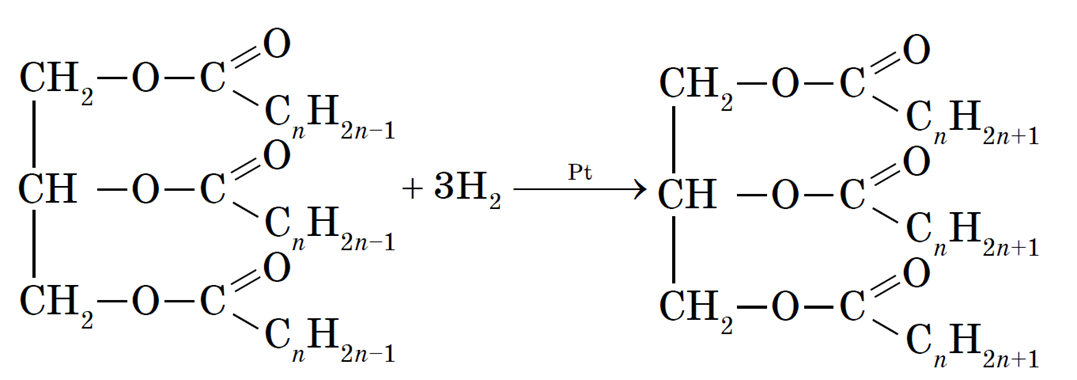 CH₂—O—C=O CₙH₂ₙ₋₁
CH—O—C=O CₙH₂ₙ₋₁
CH₂—O—C=O CₙH₂ₙ₋₁
+ 3H₂ Pt →
CH₂—O—C=O CₙH₂ₙ₊₁
CH—O—C=O CₙH₂ₙ₊₁
CH₂—O—C=O CₙH₂ₙ₊₁